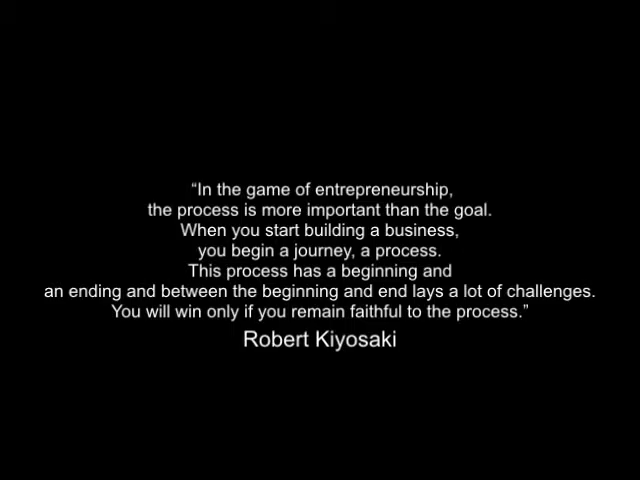 “In the game of entrepreneurship,
the process is more important than the goal.
When you start building a business,
you begin a journey, a process.
This process has a beginning and
an ending and between the beginning and end lays a lot of challenges.
You will win only if you remain faithful to the process.”
Robert Kiyosaki